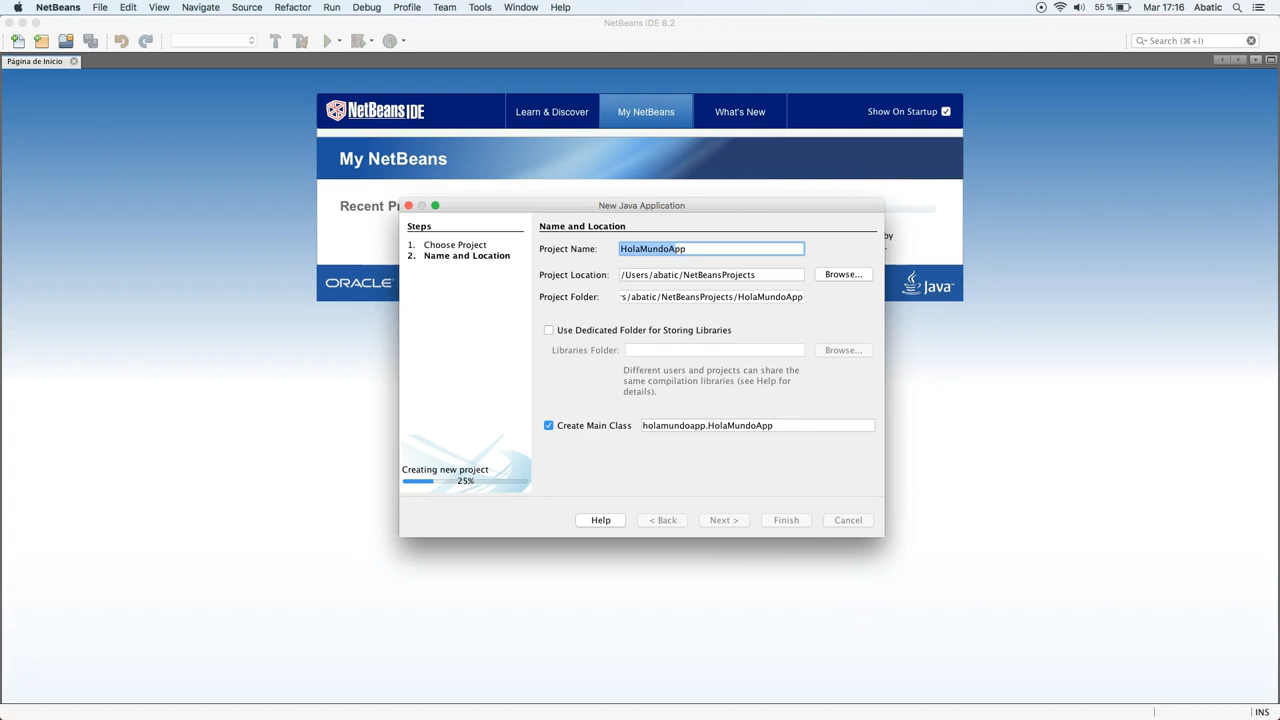 NetBeans File Edit View Navigate Source Refactor Run Debug Profile Team Tools Window Help 55 % Mar 17:16 Abatic
NetBeans IDE 8.2
Search (⌘+I)
Página de Inicio
NetBeans IDE Learn & Discover My NetBeans What's New Show On Startup
My NetBeans
Recent Pr
New Java Application
Steps
1. Choose Project
2. Name and Location
Name and Location
Project Name: HolaMundoApp
Project Location: /Users/abatic/NetBeansProjects Browse...
Project Folder: 's/abatic/NetBeansProjects/HolaMundoApp
by
ORACLE
Java
Use Dedicated Folder for Storing Libraries
Libraries Folder: Browse...
Different users and projects can share the
same compilation libraries (see Help for
details).
Create Main Class holamundoapp.HolaMundoApp
Creating new project
25%
Help < Back Next > Finish Cancel
INS